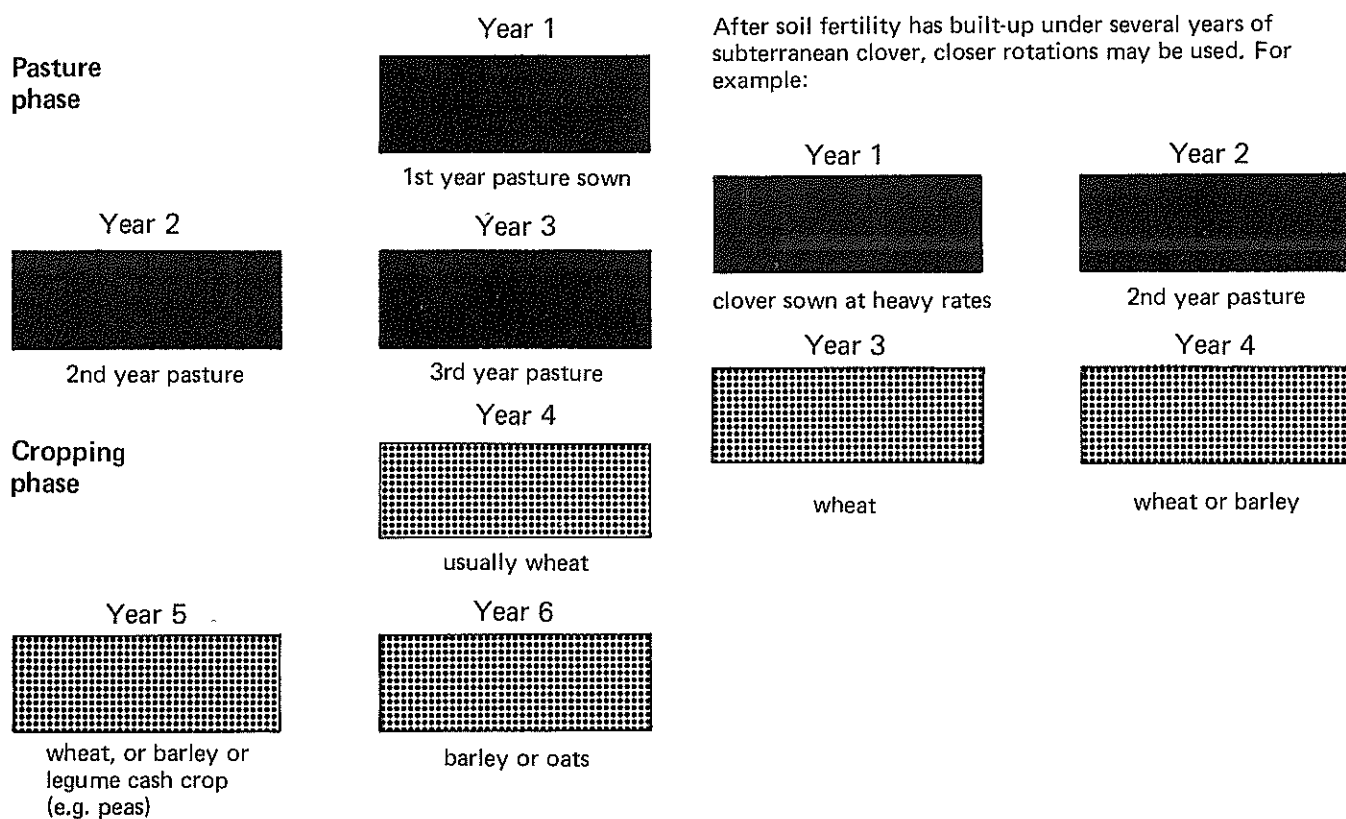 Pasture
phase
Year 1
1st year pasture sown
Year 2
2nd year pasture
Year 3
3rd year pasture
Cropping
phase
Year 4
usually wheat
Year 5
wheat, or barley or
legume cash crop
(e.g. peas)
Year 6
barley or oats
After soil fertility has built-up under several years of
subterranean clover, closer rotations may be used. For
example:
Year 1
clover sown at heavy rates
Year 2
2nd year pasture
Year 3
wheat
Year 4
wheat or barley